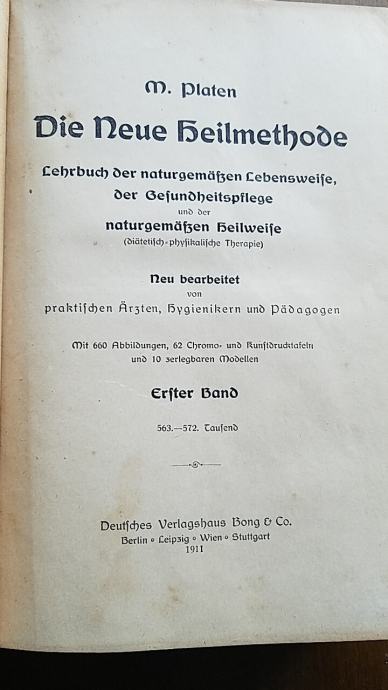 M. Platen
Die Neue Heilmethode
Lehrbuch der naturgemäßen Lebensweiſe,
der Geſundheitspflege
und der
naturgemäßen Heilweiſe
(diätetiſch-phyſikaliſche Therapie)
Neu bearbeitet
von
praktiſchen Ärzten, Hygienikern und Pädagogen
Mit 660 Abbildungen, 62 Chromo- und Kunſtdrucktafeln
und 10 zerlegbaren Modellen
Erſter Band
563.—572. Tauſend
Deutſches Verlagshaus Bong & Co.
Berlin ∘ Leipzig ∘ Wien ∘ Stuttgart
1911